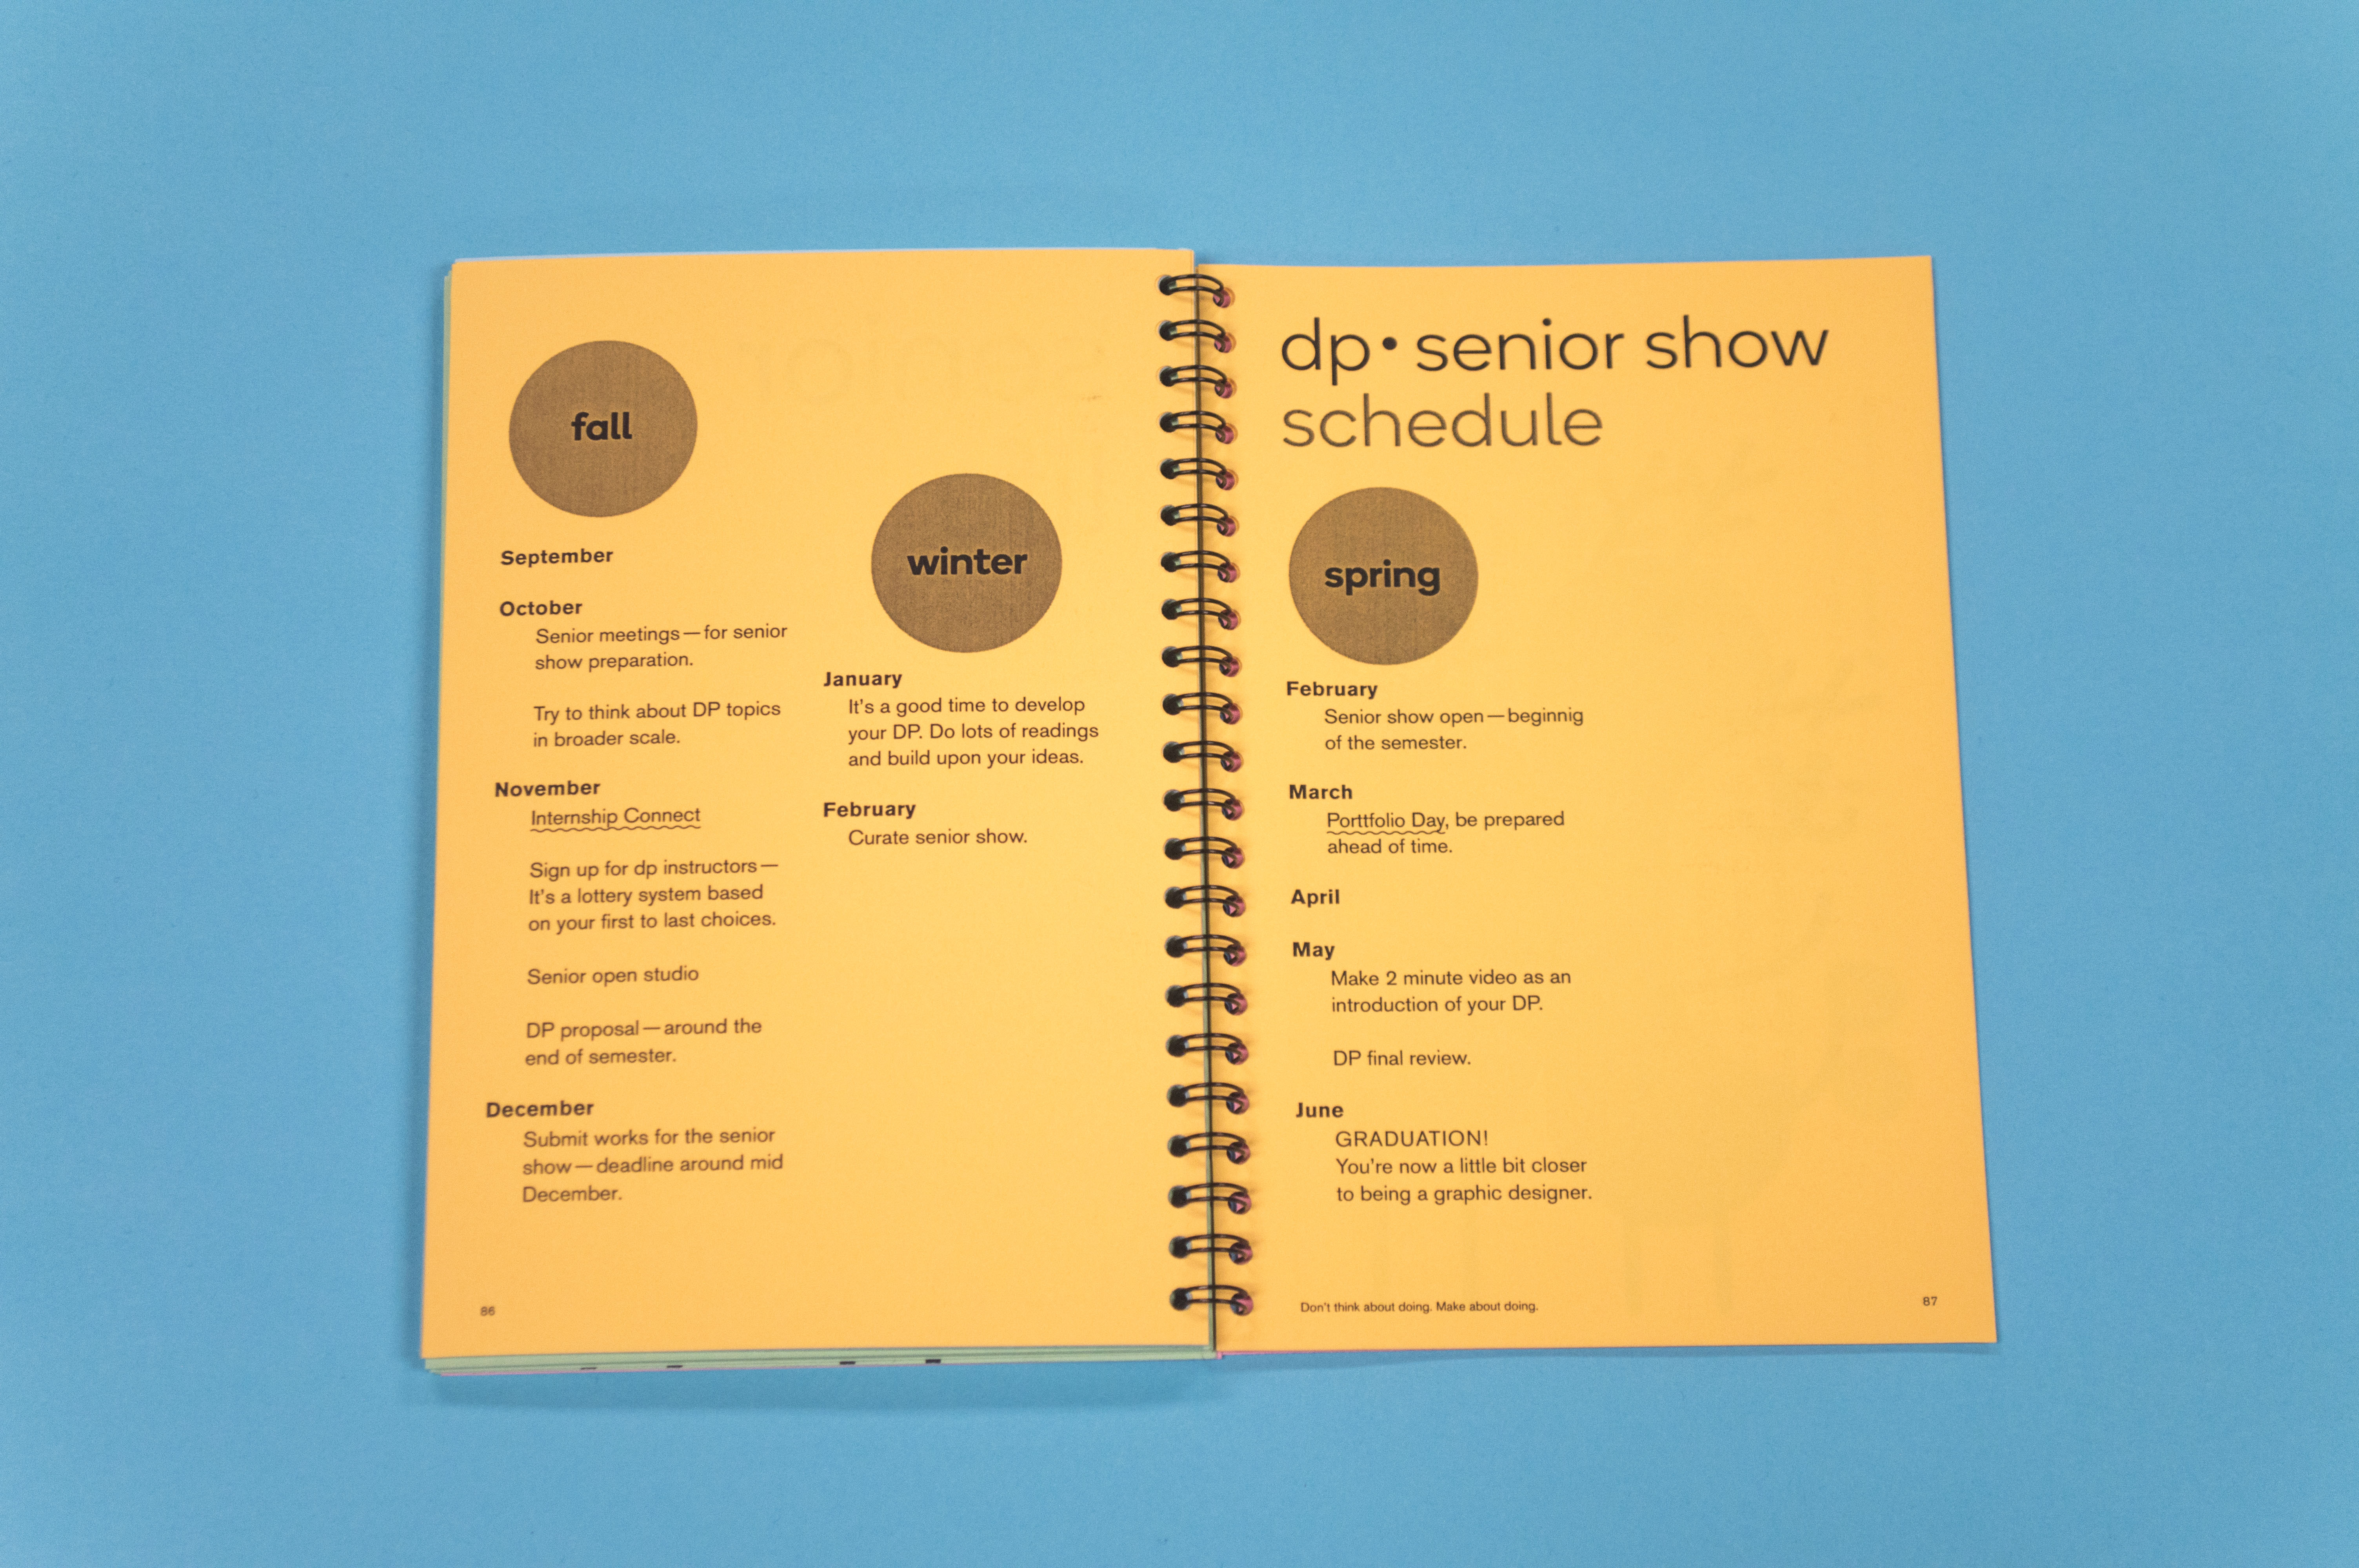 fall
September
October
Senior meetings—for senior
show preparation.
Try to think about DP topics
in broader scale.
November
Internship Connect
Sign up for dp instructors—
It's a lottery system based
on your first to last choices.
Senior open studio
DP proposal—around the
end of semester.
December
Submit works for the senior
show—deadline around mid
December.
winter
January
It's a good time to develop
your DP. Do lots of readings
and build upon your ideas.
February
Curate senior show.
86
dp•senior show
schedule
spring
February
Senior show open—beginnig
of the semester.
March
Porttfolio Day, be prepared
ahead of time.
April
May
Make 2 minute video as an
introduction of your DP.
DP final review.
June
GRADUATION!
You're now a little bit closer
to being a graphic designer.
Don't think about doing. Make about doing.
87